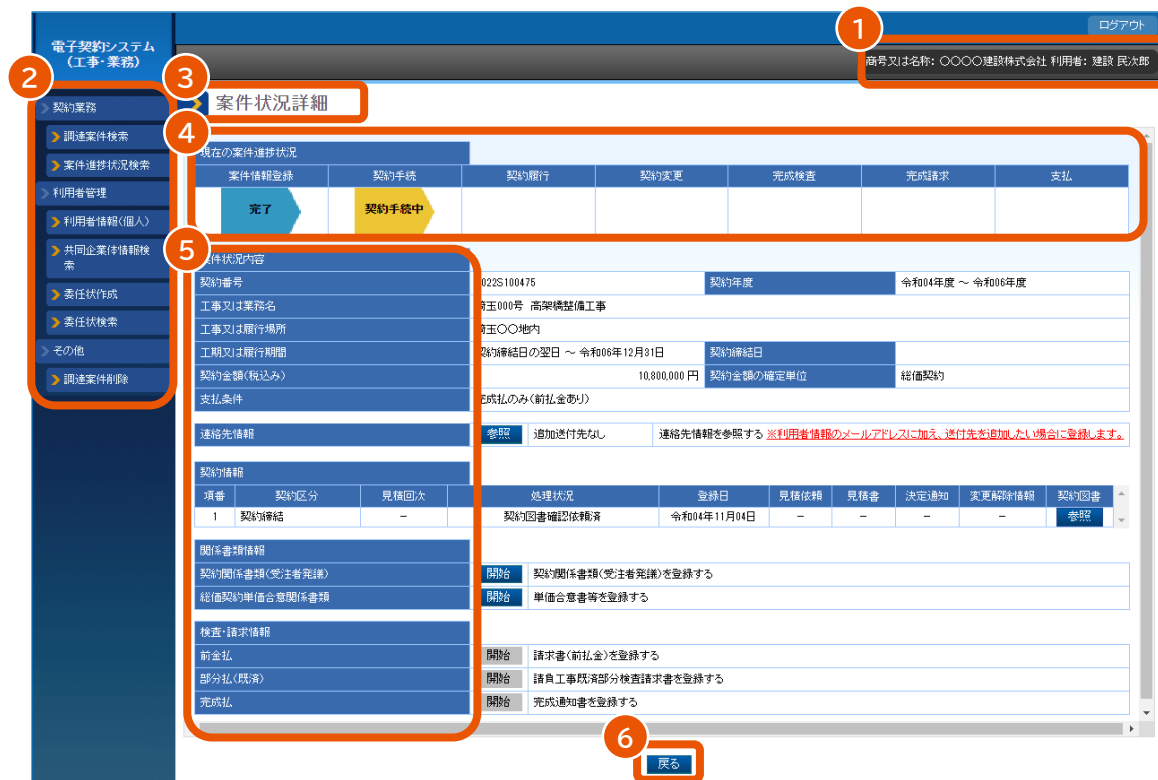 ログアウト
1
電子契約システム
(工事・業務)
商号又は名称: 〇〇〇〇建設株式会社 利用者: 建設 民次郎
2
3
契約業務
案件状況詳細
調達案件検索
4
案件進捗状況検索
現在の案件進捗状況
案件情報登録 契約手続 契約履行 契約変更 完成検査 完成請求 支払
利用者管理
完了 契約手続中
利用者情報(個人)
共同企業体情報検
索
5
案件状況内容
委任状作成
委任状検索
その他
調達案件削除
契約番号 2022S100475 契約年度 令和04年度 ～ 令和06年度
工事又は業務名 埼玉000号 高架橋整備工事
工事又は履行場所 埼玉〇〇地内
工期又は履行期間 契約締結日の翌日 ～ 令和06年12月31日 契約締結日
契約金額(税込み) 10,800,000 円 契約金額の確定単位 総価契約
支払条件 完成払のみ(前払金あり)
連絡先情報 参照 追加送付先なし 連絡先情報を参照する ※利用者情報のメールアドレスに加え、送付先を追加したい場合に登録します。
契約情報
項番 契約区分 見積回次 処理状況 登録日 見積依頼 見積書 決定通知 変更解除情報 契約図書
1 契約締結 － 契約図書確認依頼済 令和04年11月04日 － － － － 参照
関係書類情報
契約関係書類(受注者発議) 開始 契約関係書類(受注者発議)を登録する
総価契約単価合意関係書類 開始 単価合意書等を登録する
検査・請求情報
前金払 開始 請求書(前払金)を登録する
部分払(既済) 開始 請負工事既済部分検査請求書を登録する
完成払 開始 完成通知書を登録する
6
戻る